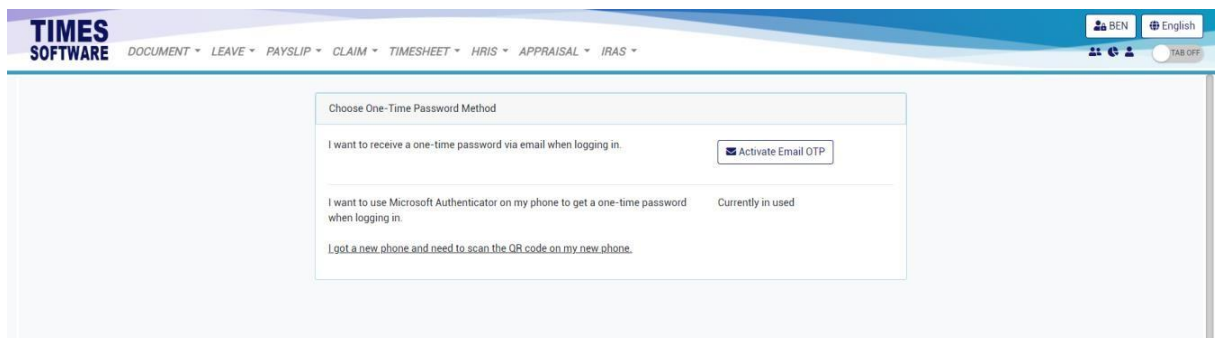 TIMES
SOFTWARE
DOCUMENT LEAVE PAYSLIP CLAIM TIMESHEET HRIS APPRAISAL IRAS
BEN
English
TAB OFF
Choose One-Time Password Method
I want to receive a one-time password via email when logging in.
Activate Email OTP
I want to use Microsoft Authenticator on my phone to get a one-time password
when logging in.
Currently in used
I got a new phone and need to scan the QR code on my new phone.